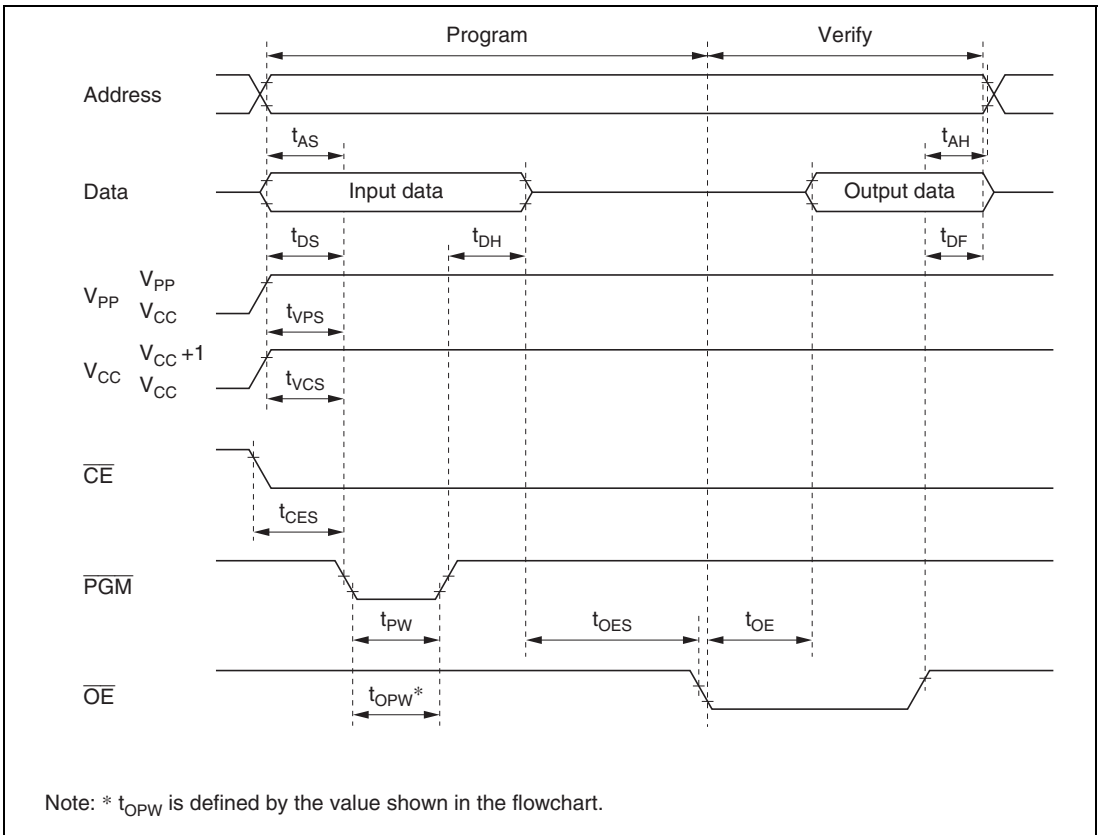 Program
Verify
Address
tAS
tAH
Data
Input data
Output data
tDS
tDH
tDF
VPP
VPP
VCC
tVPS
VCC
VCC +1
VCC
tVCS
CE
tCES
PGM
tPW
tOES
tOE
OE
tOPW*
Note: * tOPW is defined by the value shown in the flowchart.